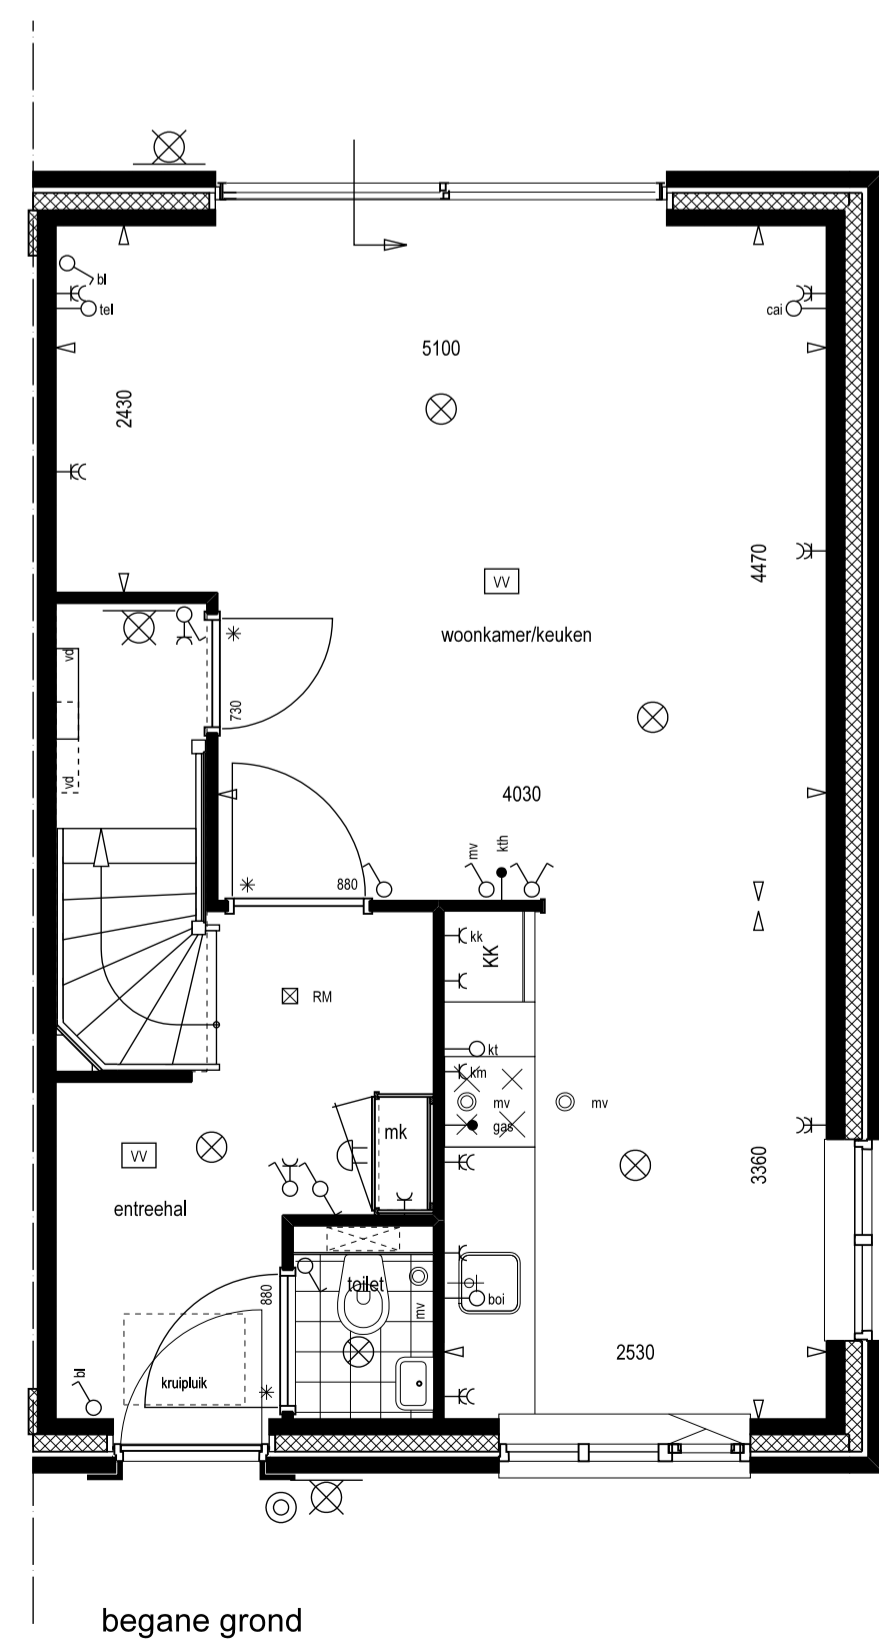 bl
tel
cai
5100
2430
4470
VV
woonkamer/keuken
vd
730
vd
4030
mv
kth
880
kk
KK
RM
kt
km
mv
mv
gas
mk
VV
3360
entreehal
toilet
880
boi
mv
2530
bl
kruipluik
begane grond